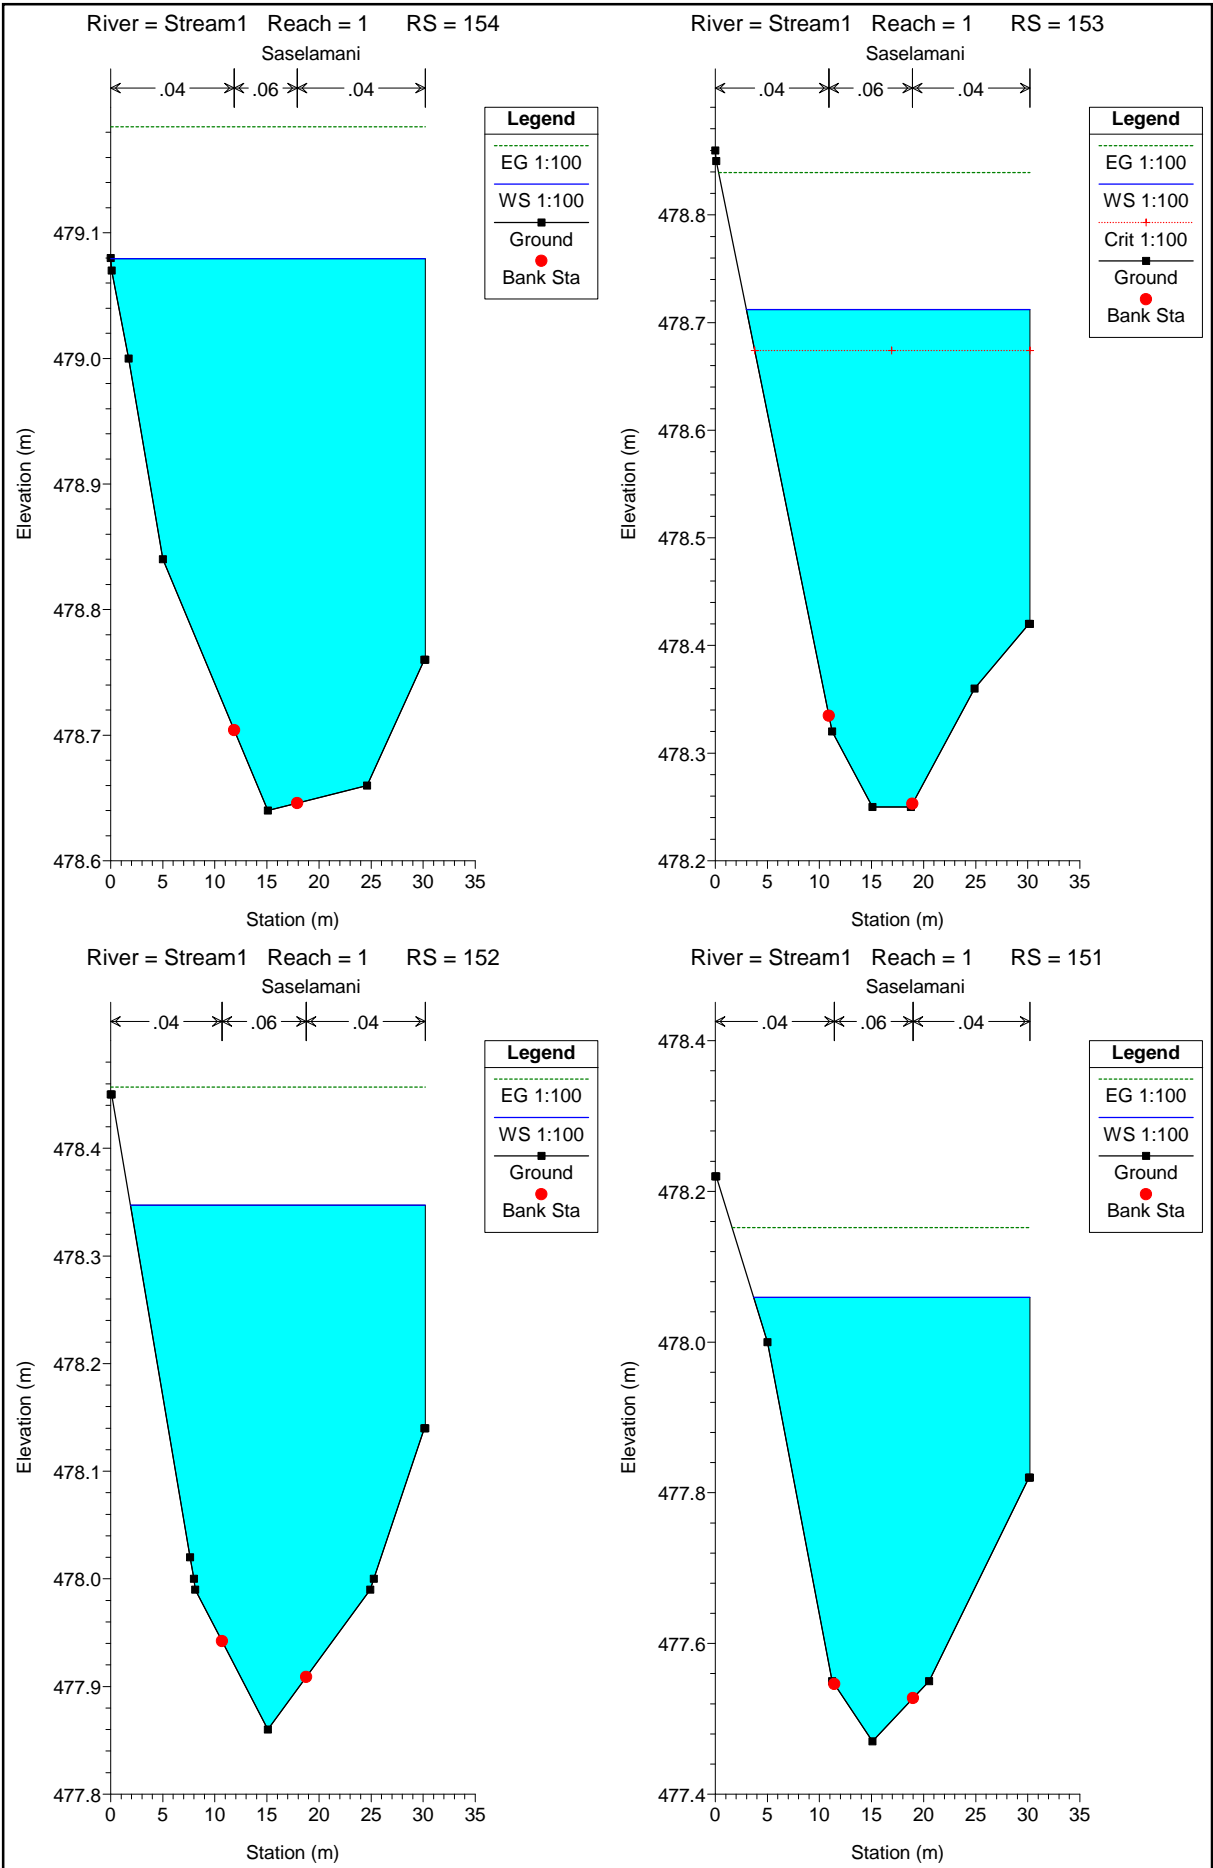 River = Stream1 Reach = 1 RS = 154
Saselamani
.04 .06 .04
Legend
EG 1:100
WS 1:100
Ground
Bank Sta
479.1
479.0
478.9
478.8
478.7
478.6
Elevation (m)
0 5 10 15 20 25 30 35
Station (m)
River = Stream1 Reach = 1 RS = 153
Saselamani
.04 .06 .04
Legend
EG 1:100
WS 1:100
Crit 1:100
Ground
Bank Sta
478.8
478.7
478.6
478.5
478.4
478.3
478.2
Elevation (m)
0 5 10 15 20 25 30 35
Station (m)
River = Stream1 Reach = 1 RS = 152
Saselamani
.04 .06 .04
Legend
EG 1:100
WS 1:100
Ground
Bank Sta
478.4
478.3
478.2
478.1
478.0
477.9
477.8
Elevation (m)
0 5 10 15 20 25 30 35
Station (m)
River = Stream1 Reach = 1 RS = 151
Saselamani
.04 .06 .04
Legend
EG 1:100
WS 1:100
Ground
Bank Sta
478.4
478.2
478.0
477.8
477.6
477.4
Elevation (m)
0 5 10 15 20 25 30 35
Station (m)